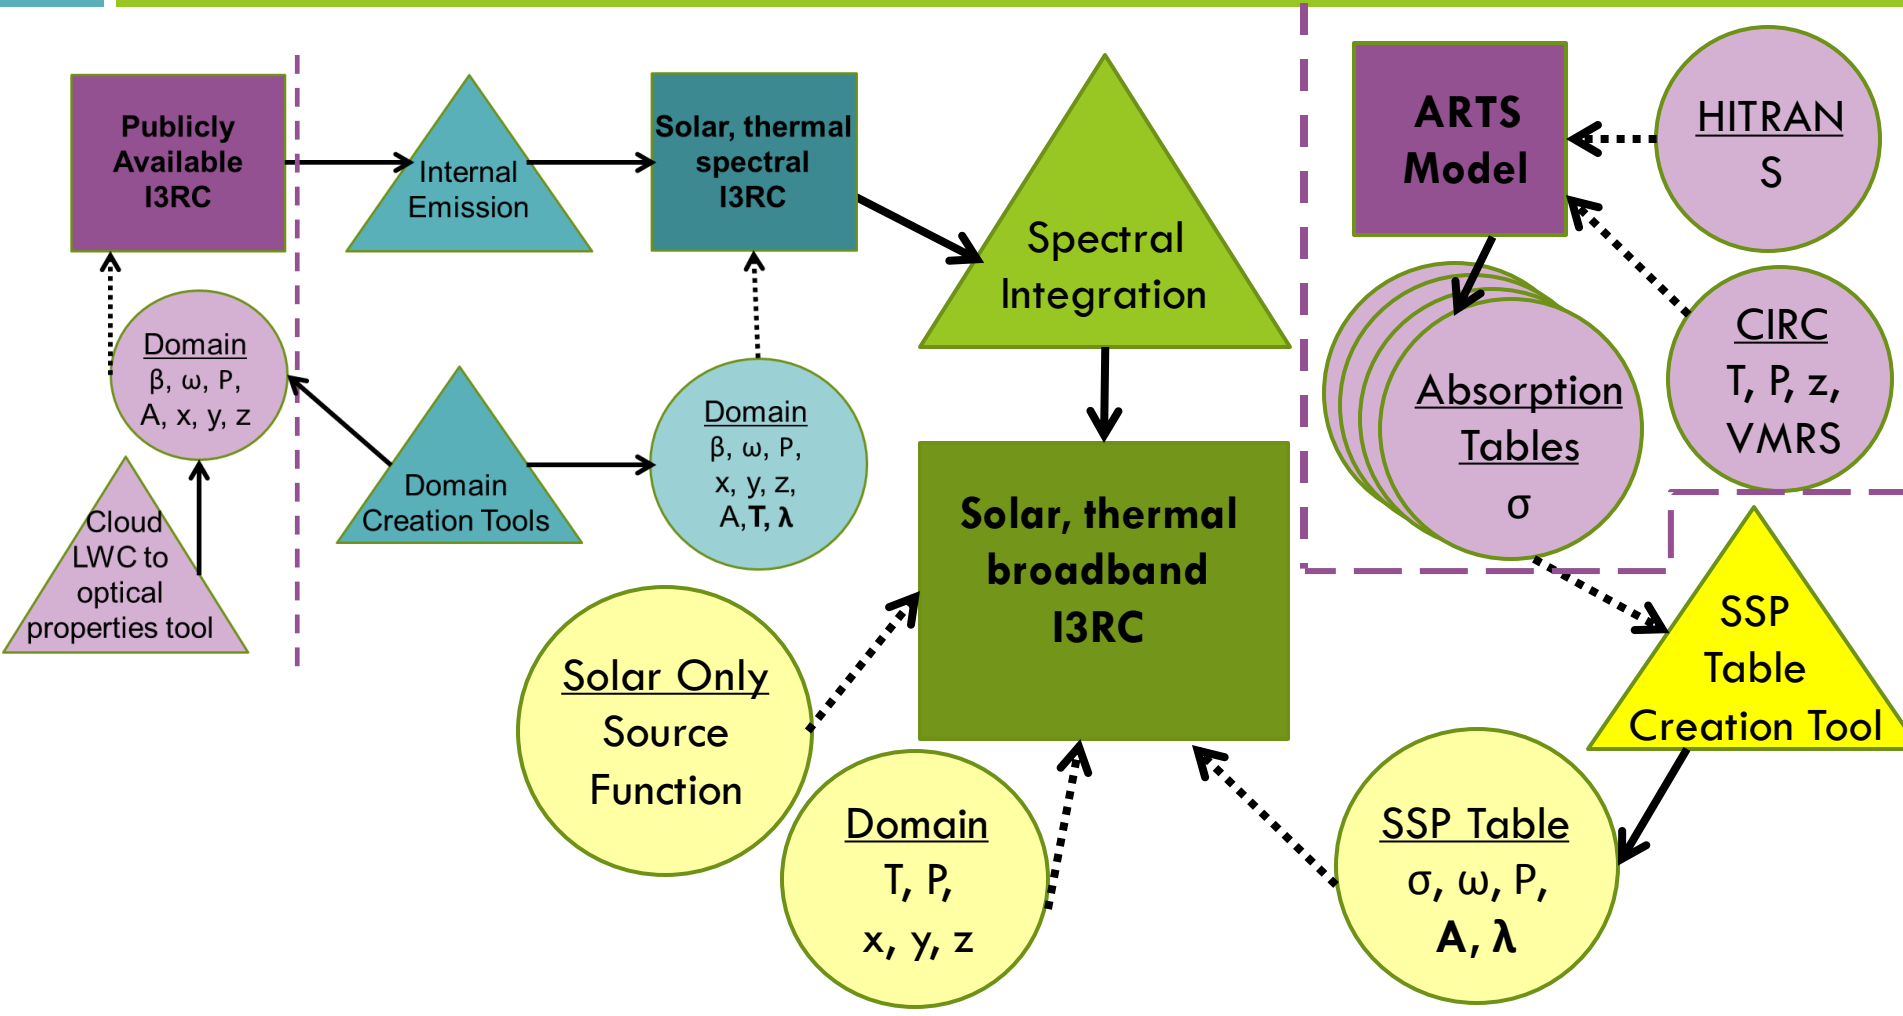 Publicly
Available
I3RC
Internal
Emission
Solar, thermal
spectral
I3RC
Spectral
Integration
ARTS
Model
HITRAN
S
Domain
β, ω, P,
A, x, y, z
Cloud
LWC to
optical
properties tool
Domain
Creation Tools
Domain
β, ω, P,
x, y, z,
A,T, λ
Solar, thermal
broadband
I3RC
Absorption
Tables
σ
CIRC
T, P, z,
VMRS
SSP
Table
Creation Tool
Solar Only
Source
Function
Domain
T, P,
x, y, z
SSP Table
σ, ω, P,
A, λ